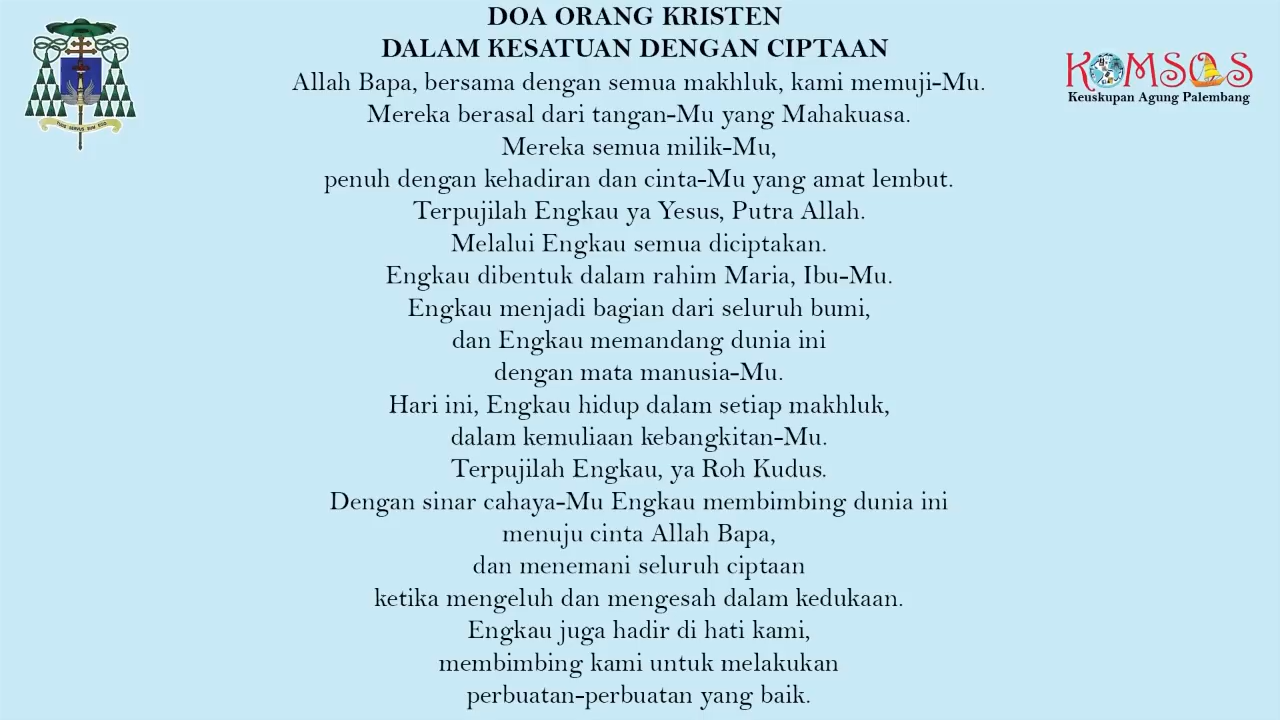 DOA ORANG KRISTEN
DALAM KESATUAN DENGAN CIPTAAN
Allah Bapa, bersama dengan semua makhluk, kami memuji-Mu.
Mereka berasal dari tangan-Mu yang Mahakuasa.
Mereka semua milik-Mu,
penuh dengan kehadiran dan cinta-Mu yang amat lembut.
Terpujilah Engkau ya Yesus, Putra Allah.
Melalui Engkau semua diciptakan.
Engkau dibentuk dalam rahim Maria, Ibu-Mu.
Engkau menjadi bagian dari seluruh bumi,
dan Engkau memandang dunia ini
dengan mata manusia-Mu.
Hari ini, Engkau hidup dalam setiap makhluk,
dalam kemuliaan kebangkitan-Mu.
Terpujilah Engkau, ya Roh Kudus.
Dengan sinar cahaya-Mu Engkau membimbing dunia ini
menuju cinta Allah Bapa,
dan menemani seluruh ciptaan
ketika mengeluh dan mengesah dalam kedukaan.
Engkau juga hadir di hati kami,
membimbing kami untuk melakukan
perbuatan-perbuatan yang baik.
KOMSOS
Keuskupan Agung Palembang